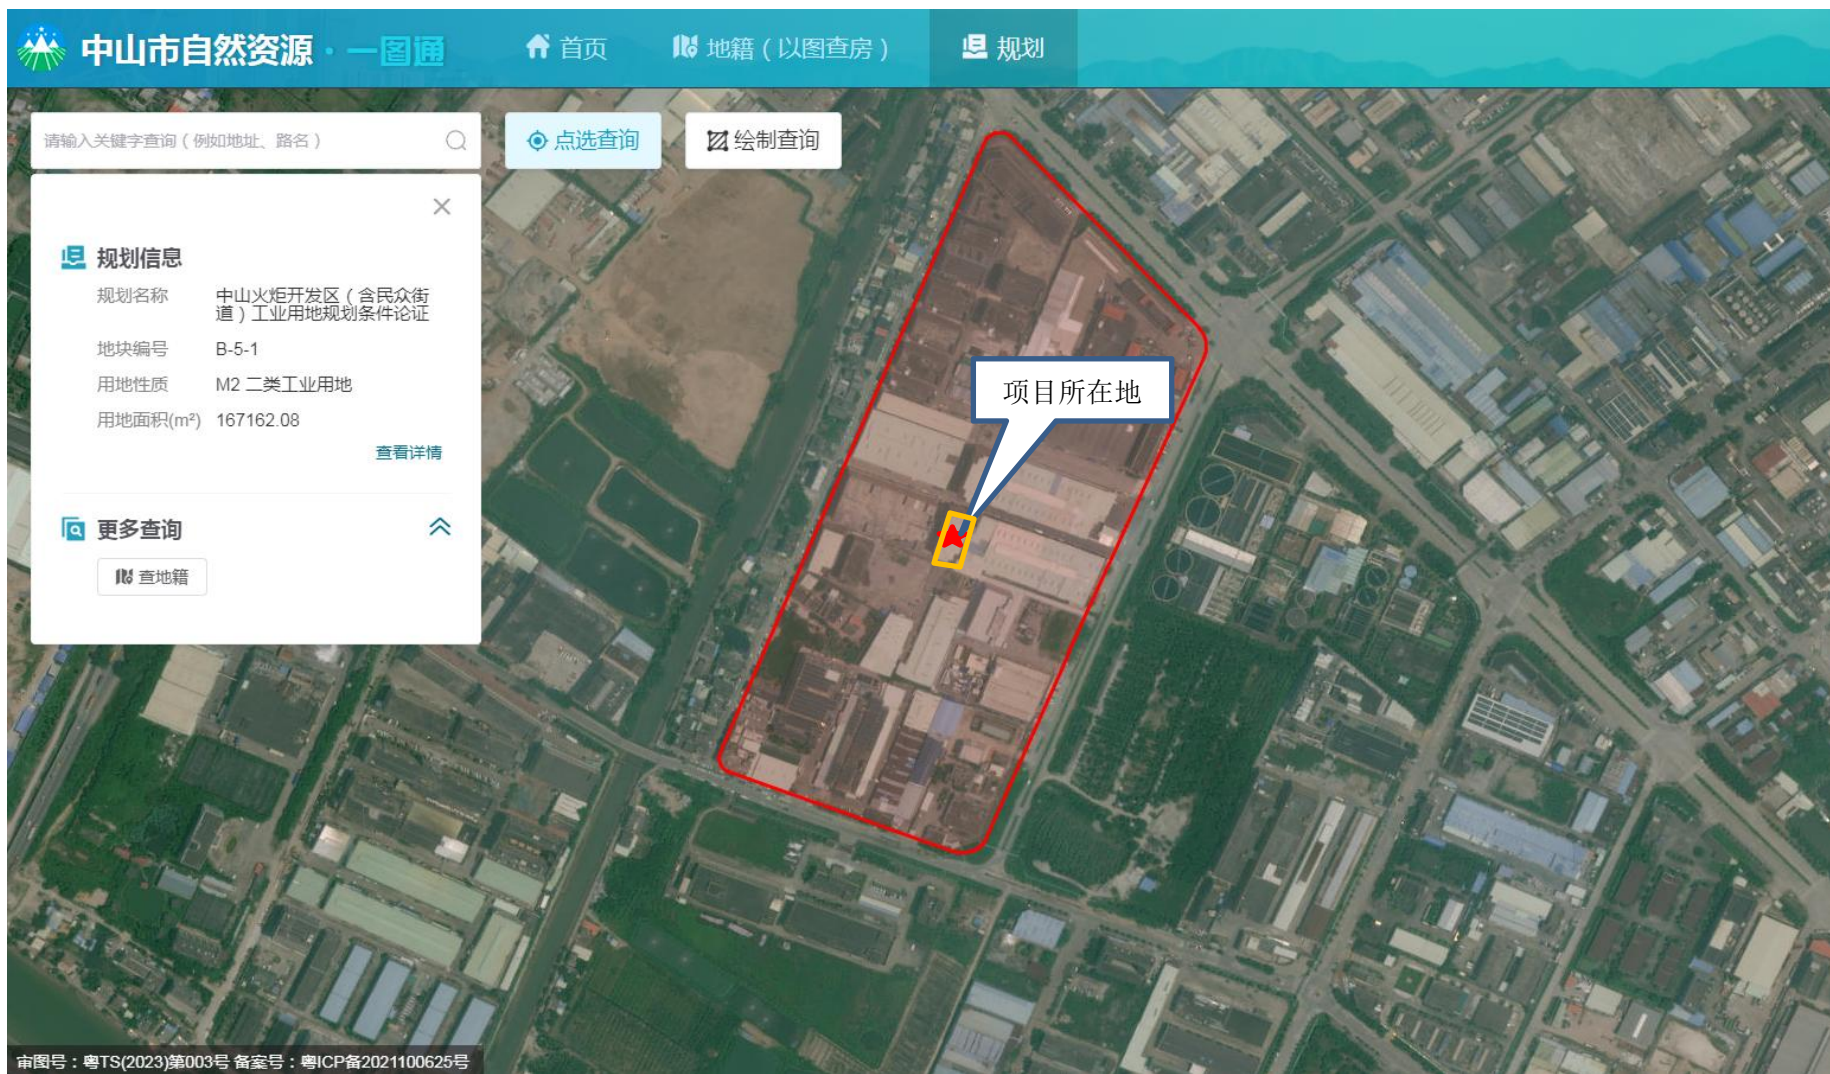 中山市自然资源·一图通
首页
地籍（以图查房）
规划
请输入关键字查询（例如地址、路名）
点选查询
绘制查询
规划信息
规划名称 中山火炬开发区（含民众街
道）工业用地规划条件论证
地块编号 B-5-1
用地性质 M2 二类工业用地
用地面积(m²) 167162.08
查看详情
更多查询
查地籍
项目所在地
审图号：粤TS(2023)第003号 备案号：粤ICP备2021100625号